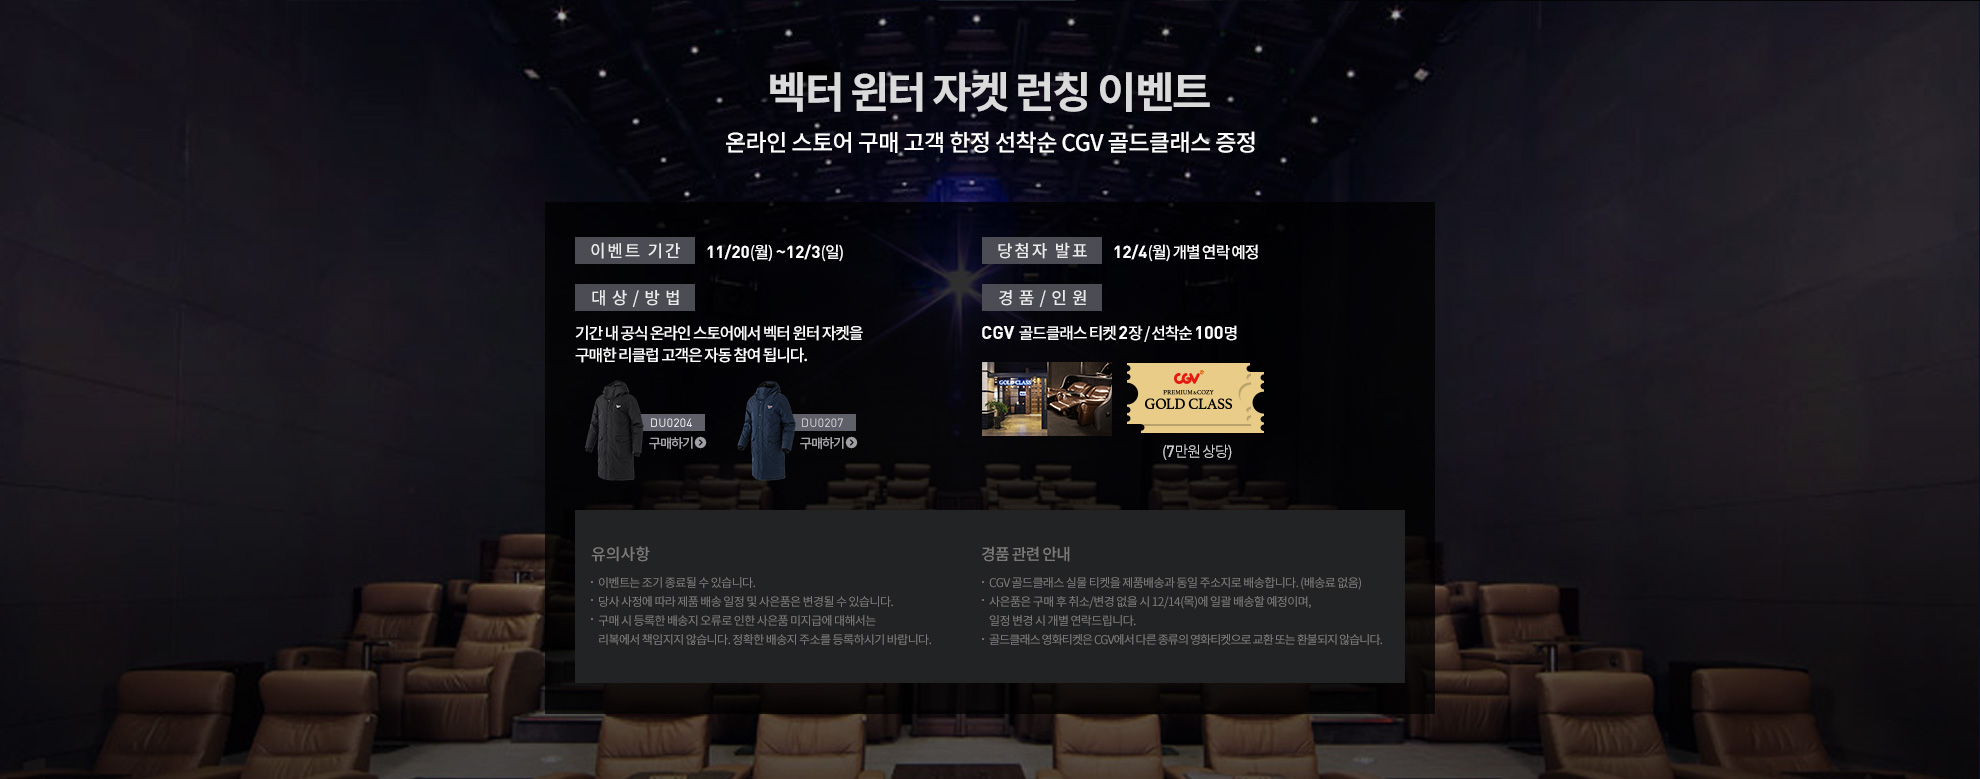 벡터 윈터 자켓 런칭 이벤트
온라인 스토어 구매 고객 한정 선착순 CGV 골드클래스 증정
이벤트 기간 11/20(월) ~12/3(일)
대 상 / 방 법
기간 내 공식 온라인 스토어에서 벡터 윈터 자켓을
구매한 리클럽 고객은 자동 참여 됩니다.
DU0204
구매하기
DU0207
구매하기
당첨자 발표 12/4(월) 개별 연락 예정
경 품 / 인 원
CGV 골드클래스 티켓 2장 / 선착순 100명
GOLD CLASS
CGV
PREMIUM&COZY
GOLD CLASS
(7만원 상당)
유의사항
· 이벤트는 조기 종료될 수 있습니다.
· 당사 사정에 따라 제품 배송 일정 및 사은품은 변경될 수 있습니다.
· 구매 시 등록한 배송지 오류로 인한 사은품 미지급에 대해서는
리복에서 책임지지 않습니다. 정확한 배송지 주소를 등록하시기 바랍니다.
경품 관련 안내
· CGV 골드클래스 실물 티켓을 제품배송과 동일 주소지로 배송합니다. (배송료 없음)
· 사은품은 구매 후 취소/변경 없을 시 12/14(목)에 일괄 배송할 예정이며,
일정 변경 시 개별 연락드립니다.
· 골드클래스 영화티켓은 CGV에서 다른 종류의 영화티켓으로 교환 또는 환불되지 않습니다.